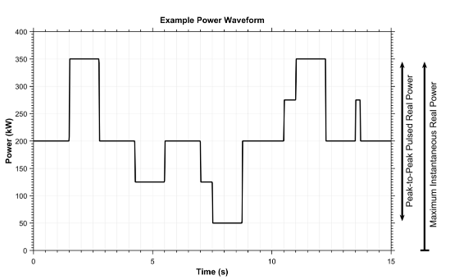 Example Power Waveform
400
350
300
250
200
150
100
50
0
0
5
10
15
Power (kW)
Time (s)
Peak-to-Peak Pulsed Real Power
Maximum Instantaneous Real Power